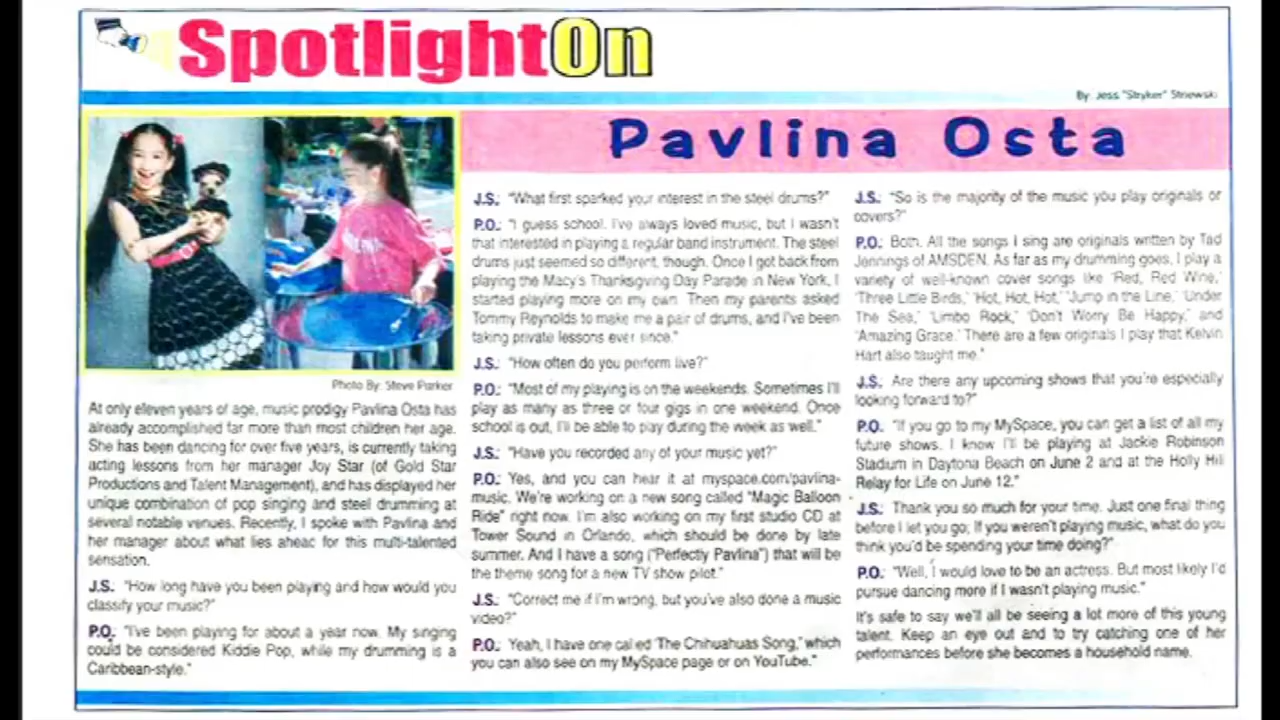 SpotlightOn
By: Jess "Stryker" Striewski
Pavlina Osta
Photo By: Steve Parker
At only eleven years of age, music prodigy Pavlina Osta has
already accomplished far more than most children her age.
She has been dancing for over five years, is currently taking
acting lessons from her manager Joy Star (of Gold Star
Productions and Talent Management), and has displayed her
unique combination of pop singing and steel drumming at
several notable venues. Recently, I spoke with Pavlina and
her manager about what lies ahead for this multi-talented
sensation.
J.S.: "How long have you been playing and how would you
classify your music?"
P.O.: "I've been playing for about a year now. My singing
could be considered Kiddie Pop, while my drumming is a
Caribbean-style."
J.S.: "What first sparked your interest in the steel drums?"
P.O.: "I guess school. I've always loved music, but I wasn't
that interested in playing a regular band instrument. The steel
drums just seemed so different, though. Once I got back from
playing the Macy's Thanksgiving Day Parade in New York, I
started playing more on my own. Then my parents asked
Tommy Reynolds to make me a pair of drums, and I've been
taking private lessons ever since."
J.S.: "How often do you perform live?"
P.O.: "Most of my playing is on the weekends. Sometimes I'll
play as many as three or four gigs in one weekend. Once
school is out, I'll be able to play during the week as well."
J.S.: "Have you recorded any of your music yet?"
P.O.: Yes, and you can hear it at myspace.com/pavlina-
music. We're working on a new song called "Magic Balloon
Ride" right now. I'm also working on my first studio CD at
Tower Sound in Orlando, which should be done by late
summer. And I have a song ("Perfectly Pavlina") that will be
the theme song for a new TV show pilot."
J.S.: "Correct me if I'm wrong, but you've also done a music
video?"
P.O.: Yeah, I have one called 'The Chihuahuas Song,' which
you can also see on my MySpace page or on YouTube."
J.S.: "So is the majority of the music you play originals or
covers?"
P.O.: Both. All the songs I sing are originals written by Tad
Jennings of AMSDEN. As far as my drumming goes, I play a
variety of well-known cover songs like 'Red, Red Wine,'
'Three Little Birds,' 'Hot, Hot, Hot,' 'Jump in the Line,' 'Under
The Sea,' 'Limbo Rock,' 'Don't Worry Be Happy,' and
'Amazing Grace.' There are a few originals I play that Kelvin
Hart also taught me."
J.S.: Are there any upcoming shows that you're especially
looking forward to?"
P.O.: "If you go to my MySpace, you can get a list of all my
future shows. I know I'll be playing at Jackie Robinson
Stadium in Daytona Beach on June 2 and at the Holly Hill
Relay for Life on June 12."
J.S.: Thank you so much for your time. Just one final thing
before I let you go; If you weren't playing music, what do you
think you'd be spending your time doing?"
P.O.: "Well, I would love to be an actress. But most likely I'd
pursue dancing more if I wasn't playing music."
It's safe to say we'll all be seeing a lot more of this young
talent. Keep an eye out and to try catching one of her
performances before she becomes a household name.